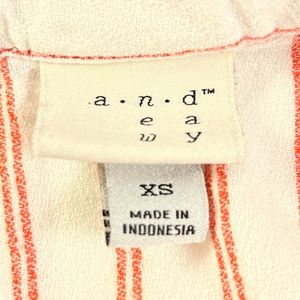 a · n · d™
e a
w y
XS
MADE IN
INDONESIA